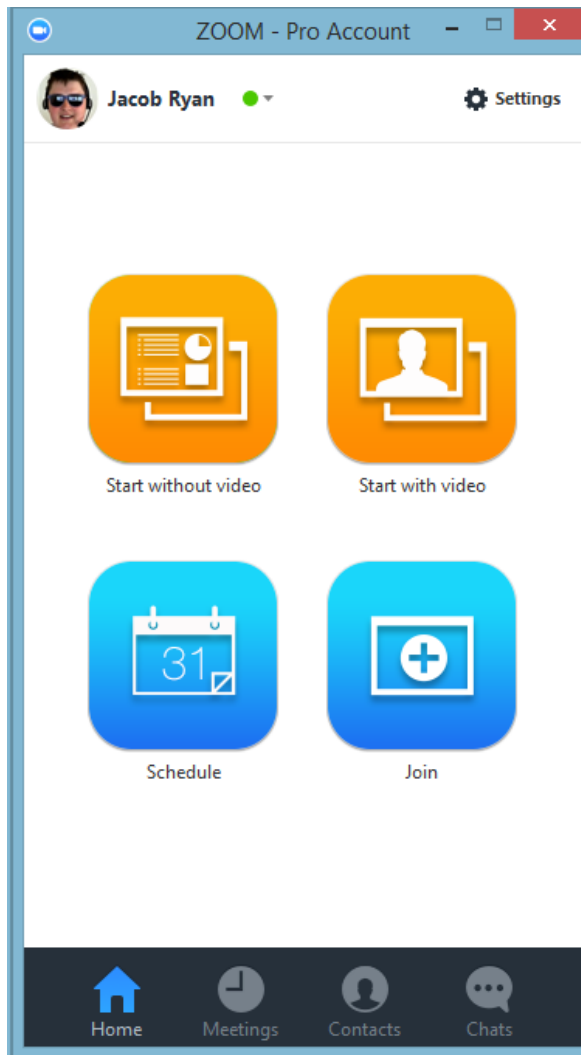 ZOOM - Pro Account
Jacob Ryan
Settings
Start without video
Start with video
31
Schedule
Join
Home
Meetings
Contacts
Chats